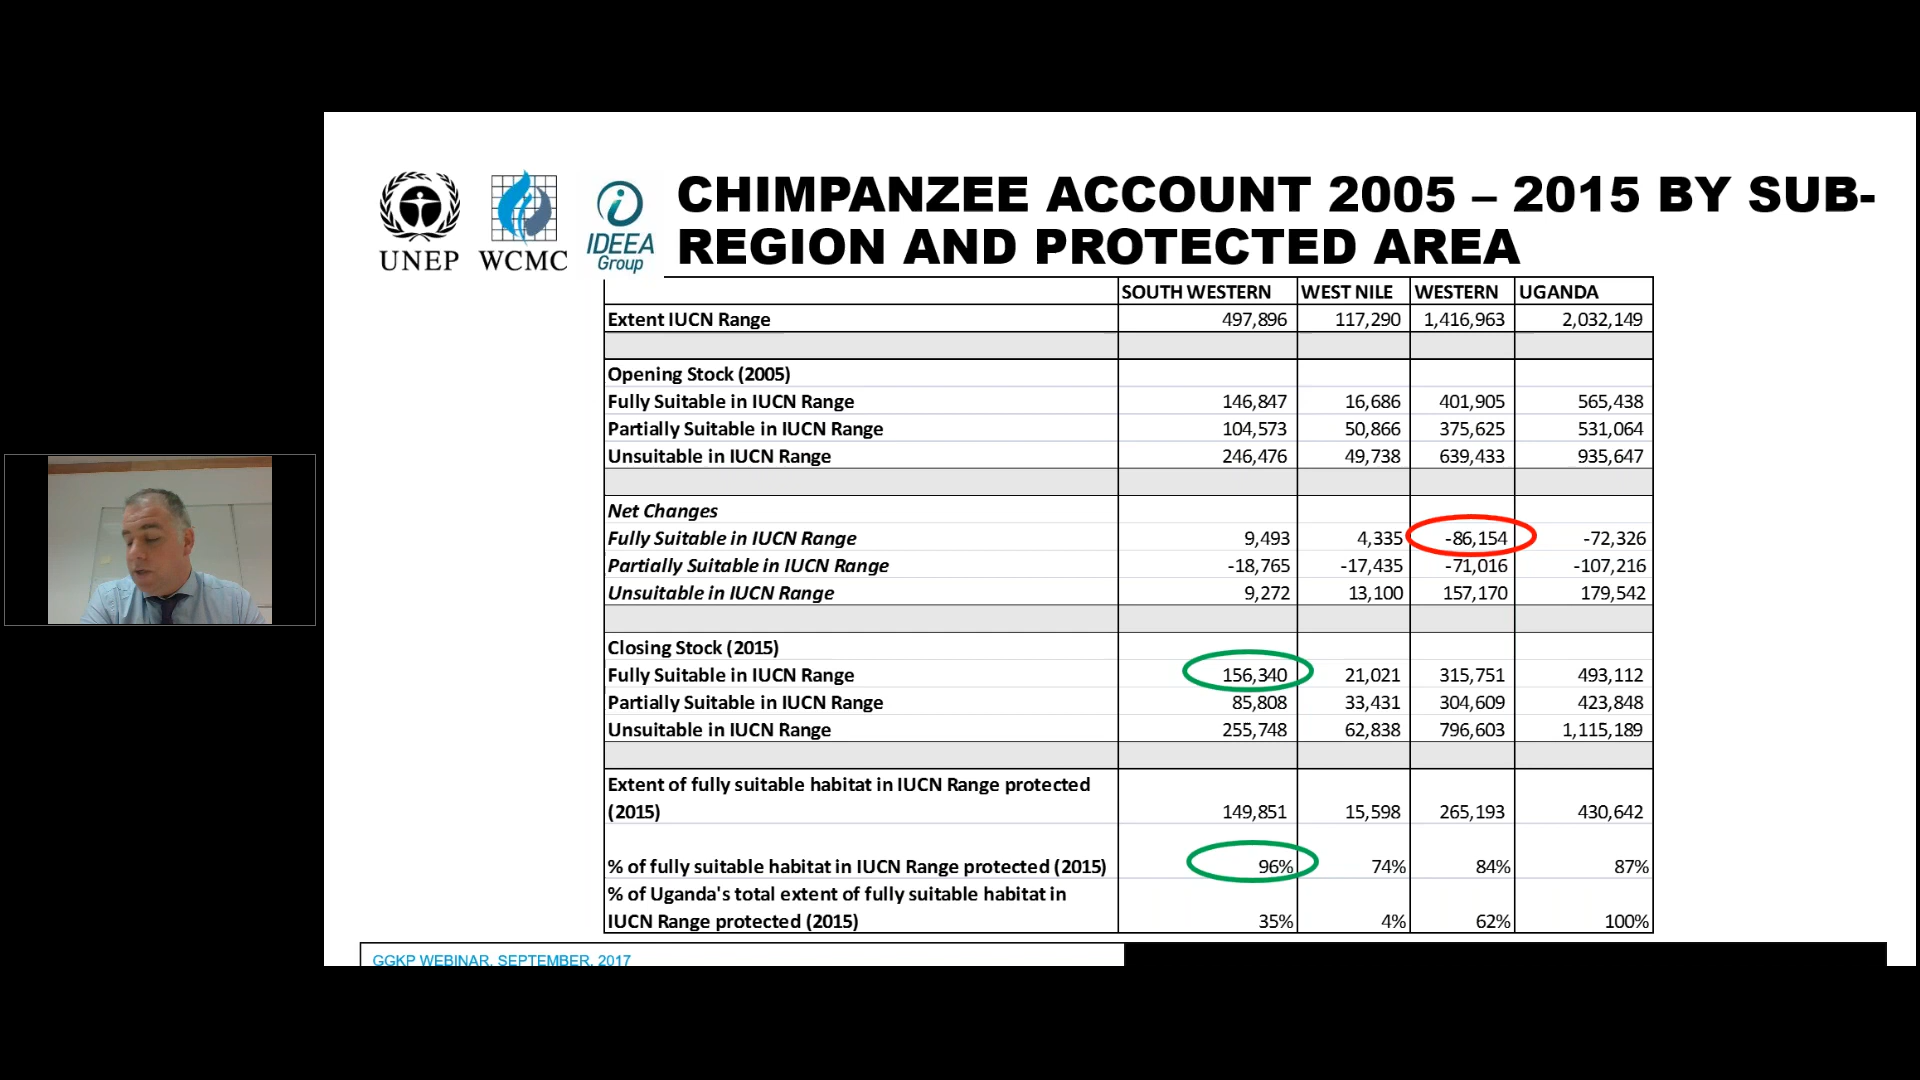 UNEP WCMC IDEEA Group
CHIMPANZEE ACCOUNT 2005 – 2015 BY SUB-
REGION AND PROTECTED AREA
SOUTH WESTERN WEST NILE WESTERN UGANDA
Extent IUCN Range 497,896 117,290 1,416,963 2,032,149
Opening Stock (2005)
Fully Suitable in IUCN Range 146,847 16,686 401,905 565,438
Partially Suitable in IUCN Range 104,573 50,866 375,625 531,064
Unsuitable in IUCN Range 246,476 49,738 639,433 935,647
Net Changes
Fully Suitable in IUCN Range 9,493 4,335 -86,154 -72,326
Partially Suitable in IUCN Range -18,765 -17,435 -71,016 -107,216
Unsuitable in IUCN Range 9,272 13,100 157,170 179,542
Closing Stock (2015)
Fully Suitable in IUCN Range 156,340 21,021 315,751 493,112
Partially Suitable in IUCN Range 85,808 33,431 304,609 423,848
Unsuitable in IUCN Range 255,748 62,838 796,603 1,115,189
Extent of fully suitable habitat in IUCN Range protected
(2015) 149,851 15,598 265,193 430,642
% of fully suitable habitat in IUCN Range protected (2015) 96% 74% 84% 87%
% of Uganda's total extent of fully suitable habitat in
IUCN Range protected (2015) 35% 4% 62% 100%
GGKP WEBINAR, SEPTEMBER, 2017